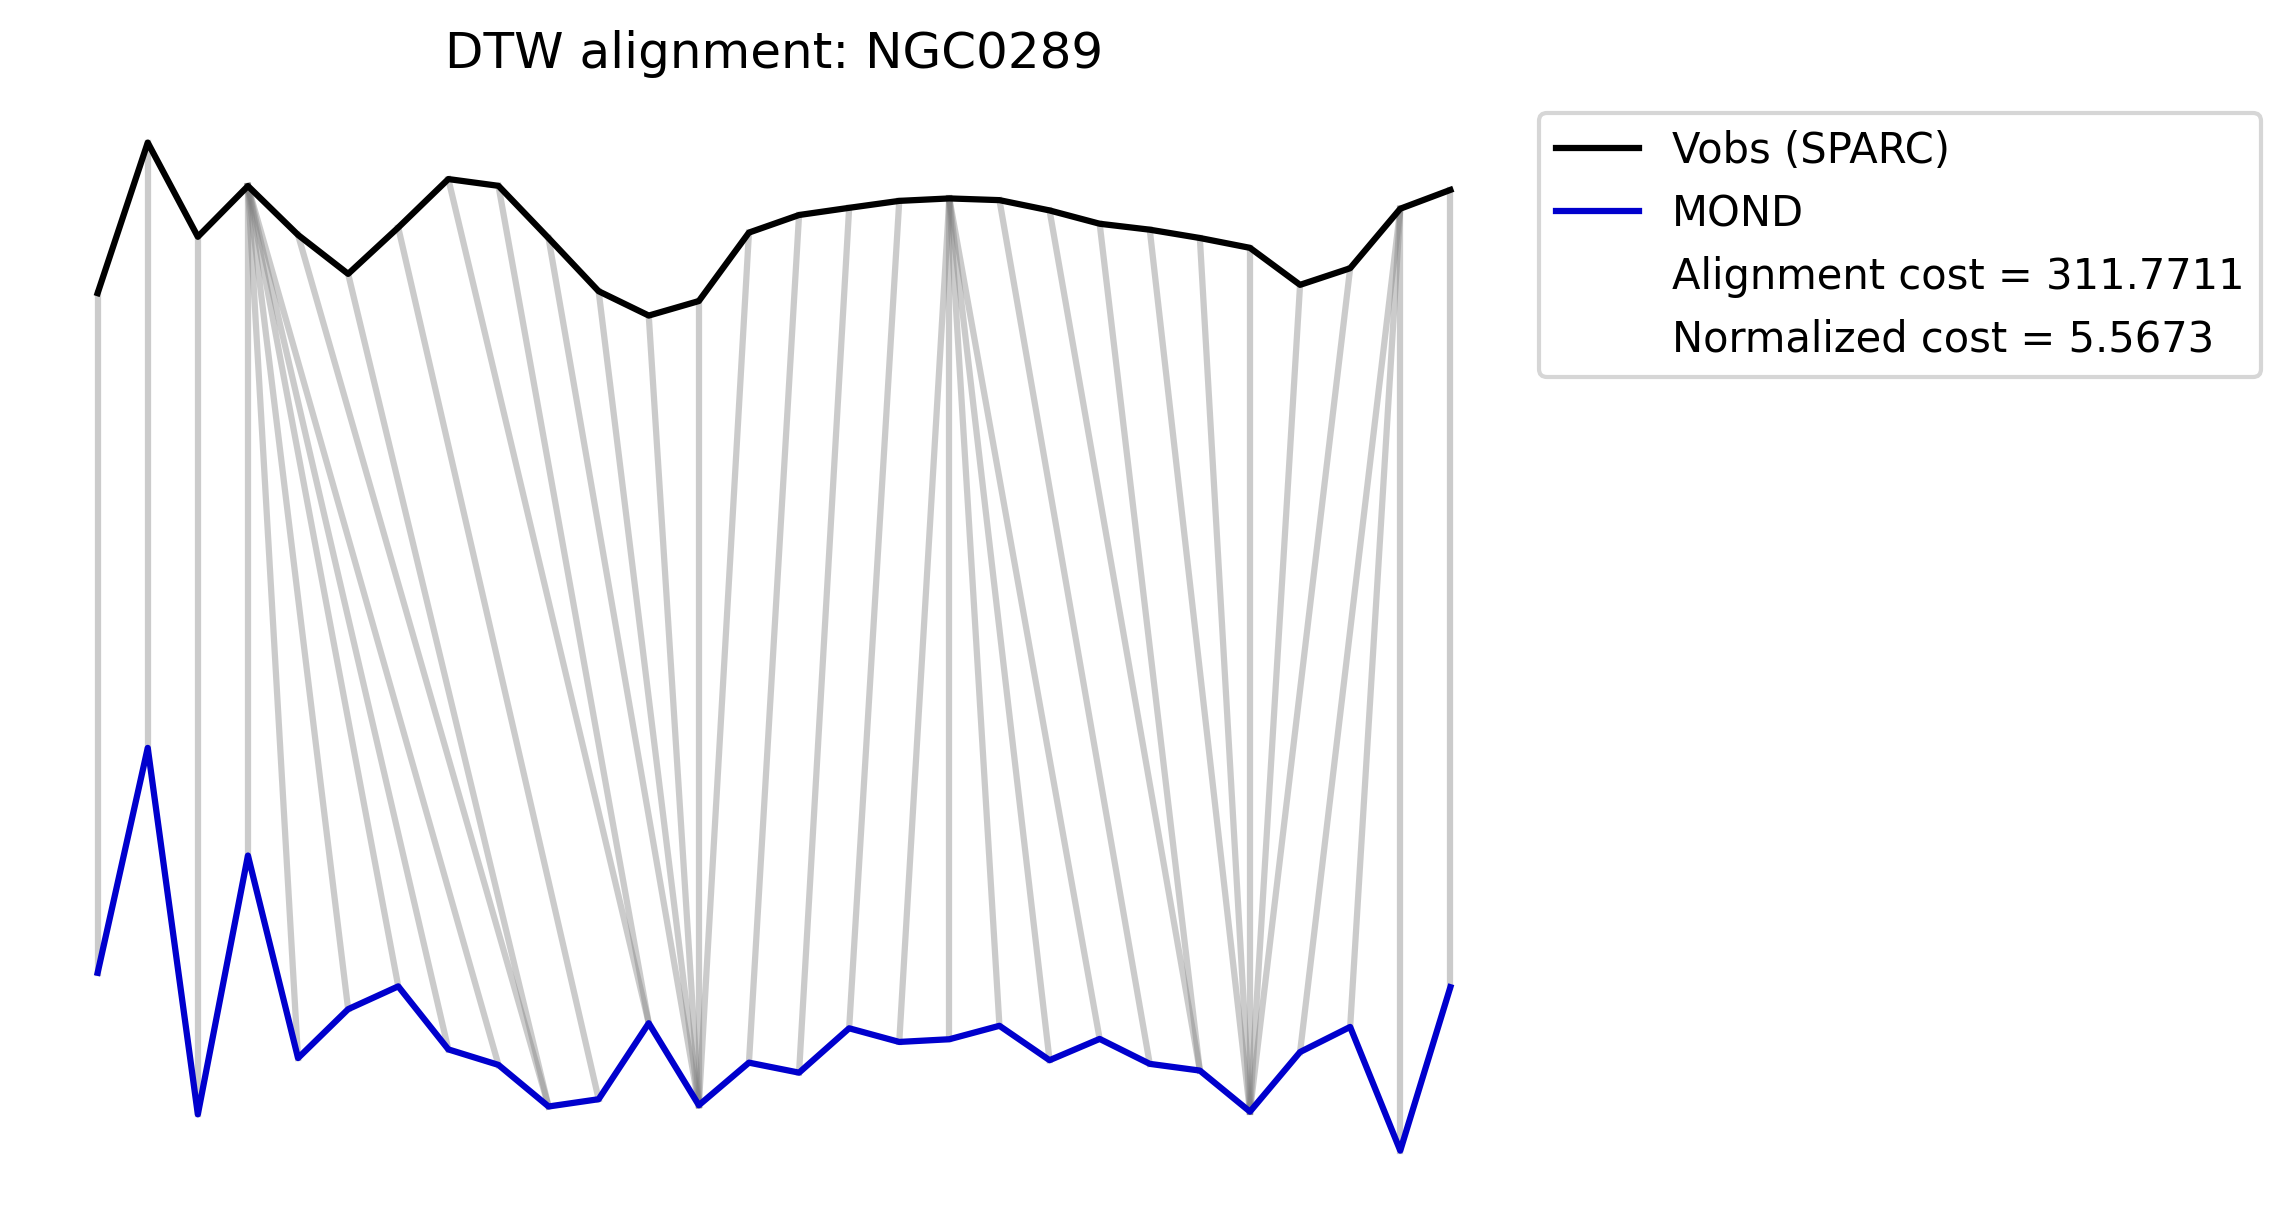 DTW alignment: NGC0289
Vobs (SPARC)
MOND
Alignment cost = 311.7711
Normalized cost = 5.5673